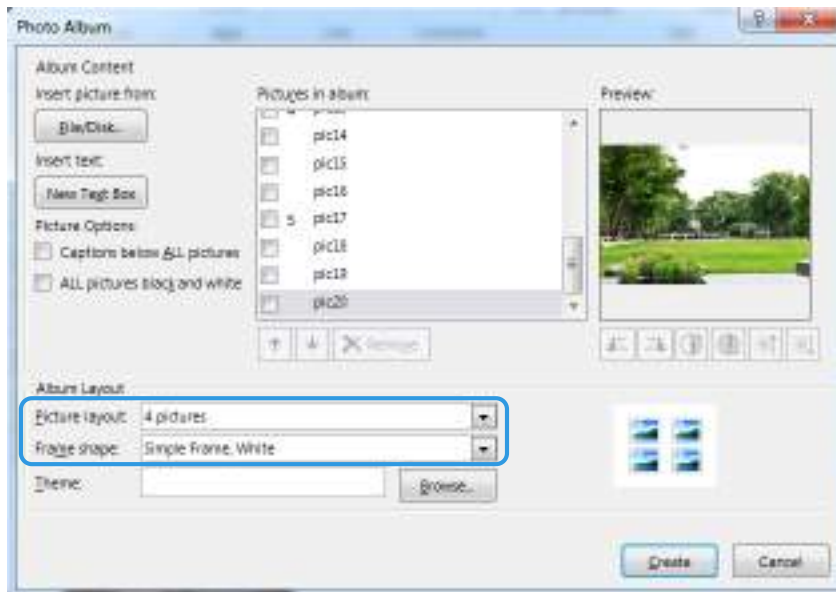 Photo Album
Album Content
Insert picture from:
File/Disk...
Insert text:
New Text Box
Picture Options:
Captions below ALL pictures
ALL pictures black and white
Pictures in album:
pic14
pic15
pic16
5 pic17
pic18
pic19
pic20
Remove
Preview:
Album Layout
Picture layout: 4 pictures
Frame shape: Simple Frame, White
Theme:
Browse...
Create
Cancel